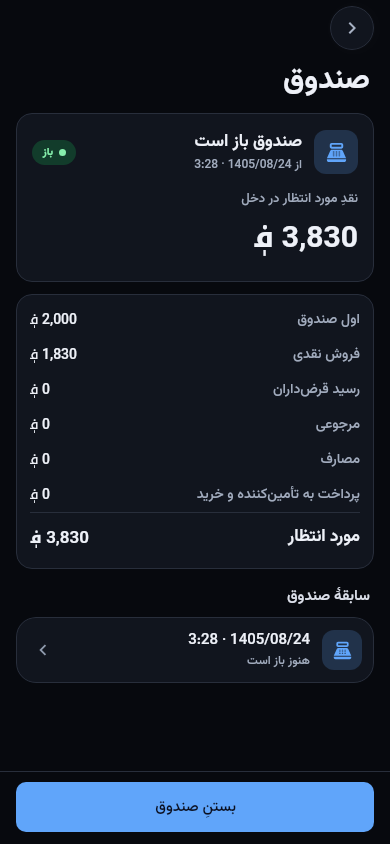 صندوق
صندوق باز است
باز
از 1405/08/24 · 3:28
نقدِ مورد انتظار در دخل
3,830 ؋
اول صندوق
2,000 ؋
فروش نقدی
1,830 ؋
رسید قرض‌داران
0 ؋
مرجوعی
0 ؋
مصارف
0 ؋
پرداخت به تأمین‌کننده و خرید
0 ؋
مورد انتظار
3,830 ؋
سابقهٔ صندوق
1405/08/24 · 3:28
هنوز باز است
بستنِ صندوق